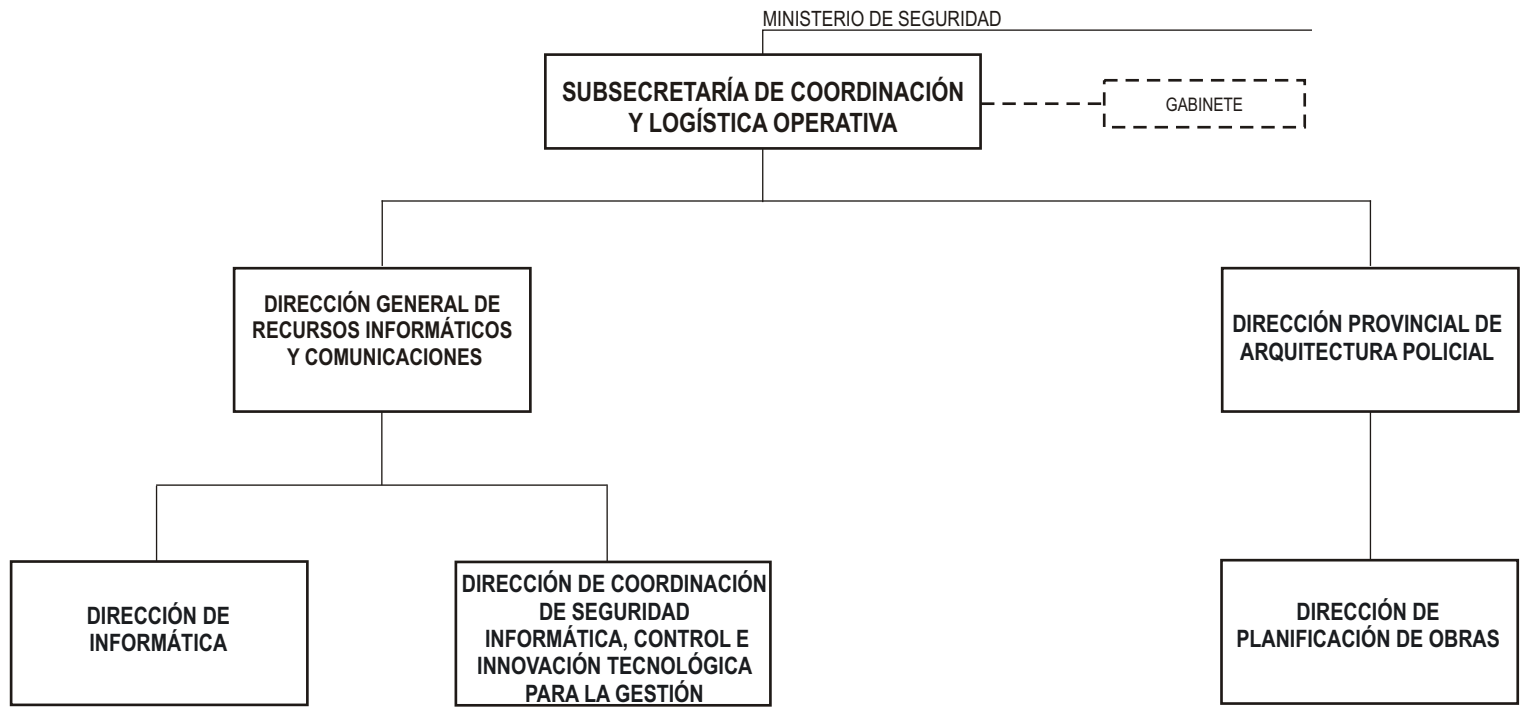 MINISTERIO DE SEGURIDAD
SUBSECRETARÍA DE COORDINACIÓN
Y LOGÍSTICA OPERATIVA
GABINETE
DIRECCIÓN GENERAL DE
RECURSOS INFORMÁTICOS
Y COMUNICACIONES
DIRECCIÓN PROVINCIAL DE
ARQUITECTURA POLICIAL
DIRECCIÓN DE
INFORMÁTICA
DIRECCIÓN DE COORDINACIÓN
DE SEGURIDAD
INFORMÁTICA, CONTROL E
INNOVACIÓN TECNOLÓGICA
PARA LA GESTIÓN
DIRECCIÓN DE
PLANIFICACIÓN DE OBRAS